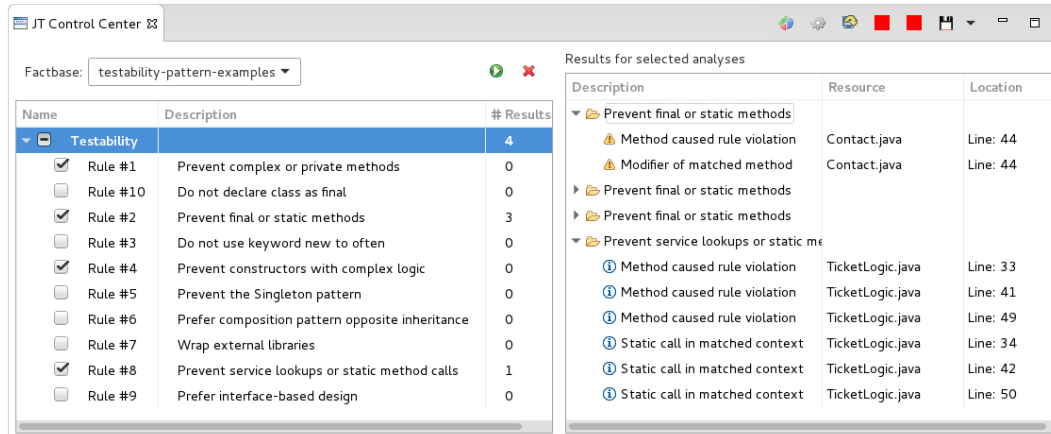 JT Control Center
Factbase: testability-pattern-examples
Name Description # Results
Testability 4
Rule #1 Prevent complex or private methods 0
Rule #10 Do not declare class as final 0
Rule #2 Prevent final or static methods 3
Rule #3 Do not use keyword new to often 0
Rule #4 Prevent constructors with complex logic 0
Rule #5 Prevent the Singleton pattern 0
Rule #6 Prefer composition pattern opposite inheritance 0
Rule #7 Wrap external libraries 0
Rule #8 Prevent service lookups or static method calls 1
Rule #9 Prefer interface-based design 0
Results for selected analyses
Description Resource Location
Prevent final or static methods
Method caused rule violation Contact.java Line: 44
Modifier of matched method Contact.java Line: 44
Prevent final or static methods
Prevent final or static methods
Prevent service lookups or static me
Method caused rule violation TicketLogic.java Line: 33
Method caused rule violation TicketLogic.java Line: 41
Method caused rule violation TicketLogic.java Line: 49
Static call in matched context TicketLogic.java Line: 34
Static call in matched context TicketLogic.java Line: 42
Static call in matched context TicketLogic.java Line: 50